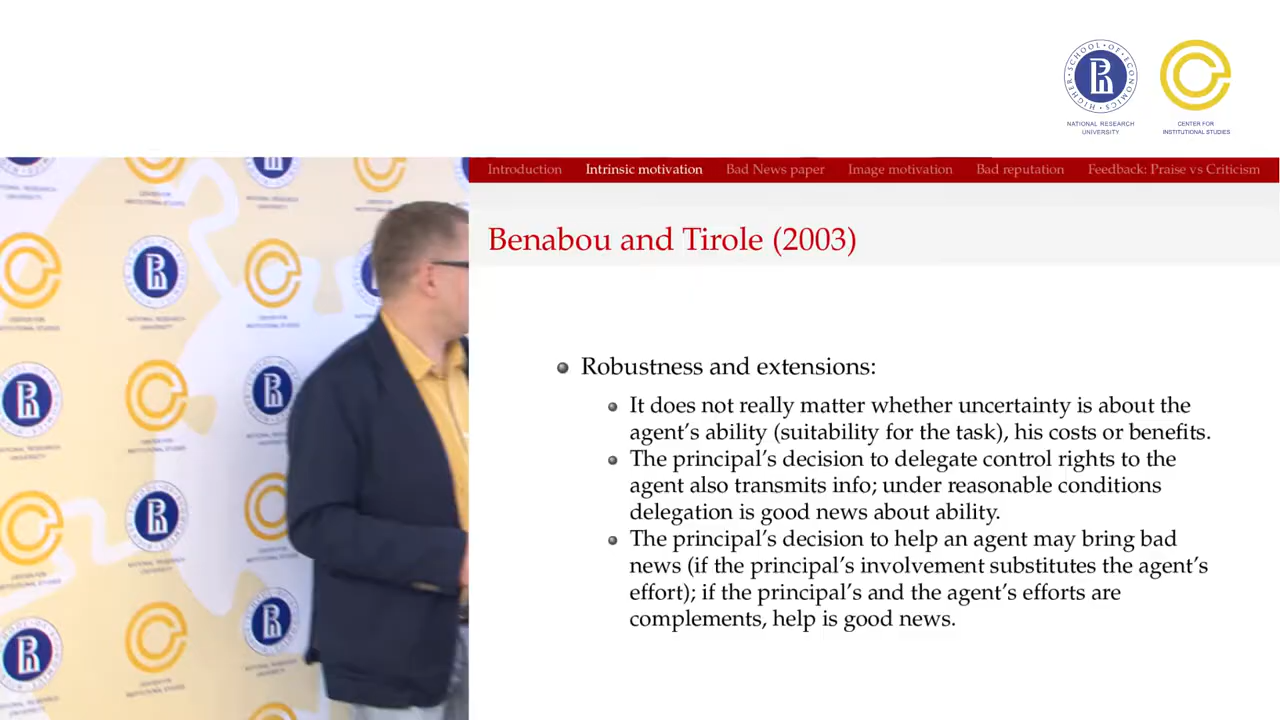 HIGHER · SCHOOL · OF · ECONOMICS
NATIONAL RESEARCH
UNIVERSITY
CENTER FOR
INSTITUTIONAL STUDIES
Introduction Intrinsic motivation Bad News paper Image motivation Bad reputation Feedback: Praise vs Criticism
Benabou and Tirole (2003)
Robustness and extensions:
It does not really matter whether uncertainty is about the
agent's ability (suitability for the task), his costs or benefits.
The principal's decision to delegate control rights to the
agent also transmits info; under reasonable conditions
delegation is good news about ability.
The principal's decision to help an agent may bring bad
news (if the principal's involvement substitutes the agent's
effort); if the principal's and the agent's efforts are
complements, help is good news.